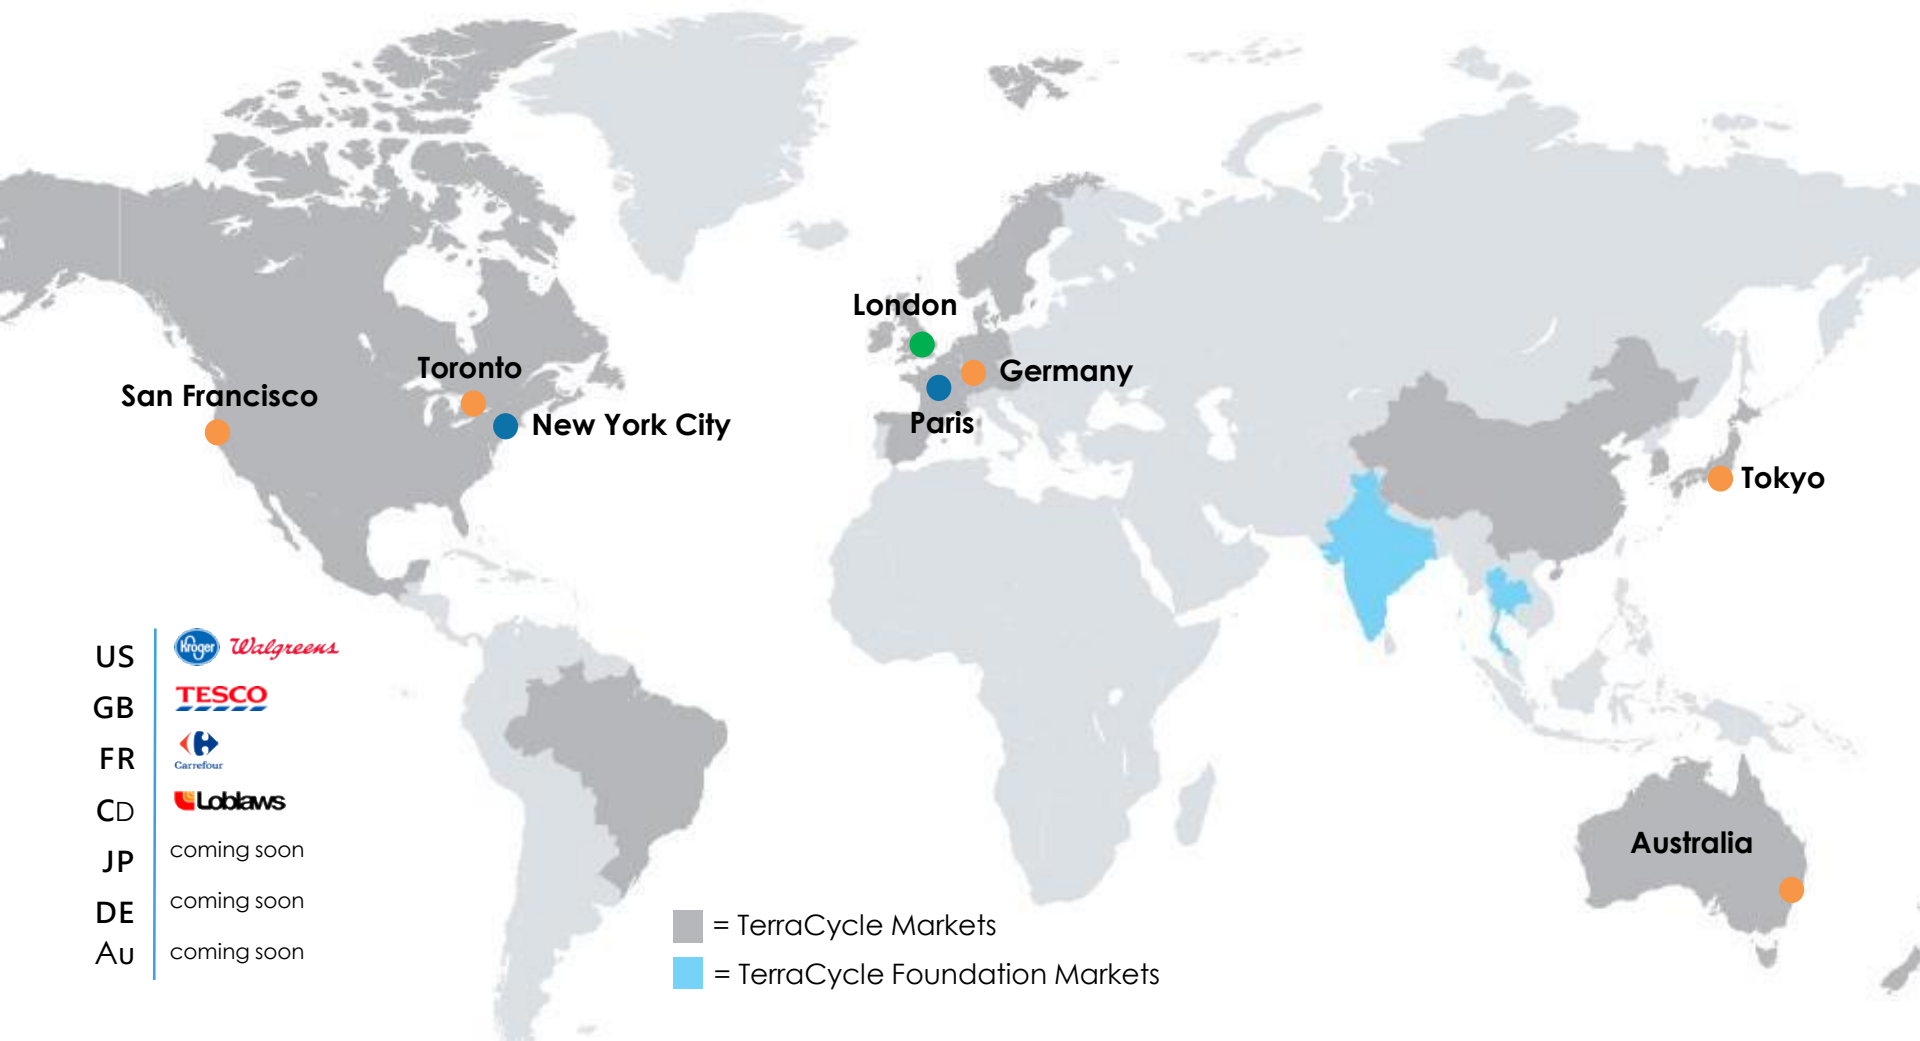 London
Toronto
Germany
San Francisco
New York City
Paris
Tokyo
US
Kroger Walgreens
GB
TESCO
FR
Carrefour
CD
Loblaws
JP
coming soon
DE
coming soon
Au
coming soon
Australia
= TerraCycle Markets
= TerraCycle Foundation Markets